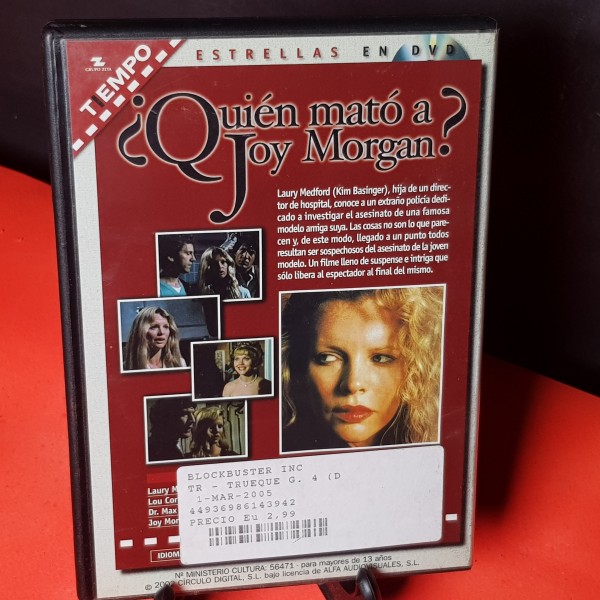 Z
GRUPO ZETA
TIEMPO
ESTRELLAS EN DVD
¿Quién mató a
Joy Morgan?
Laury Medford (Kim Basinger), hija de un direc-
tor de hospital, conoce a un extraño policía dedi-
cado a investigar el asesinato de una famosa
modelo amiga suya. Las cosas no son lo que pare-
cen y, de este modo, llegado a un punto todos
resultan ser sospechosos del asesinato de la joven
modelo. Un filme lleno de suspense e intriga que
sólo libera al espectador al final del mismo.
Laury M
Lou Cor
Dr. Max
Joy Mor
BLOCKBUSTER INC
TR - TRUEQUE G. 4 (D
1-MAR-2005
44936986143942
PRECIO Eu 2.99
IDIOMA
Nº MINISTERIO CULTURA: 56471 - para mayores de 13 años
CÍRCULO DIGITAL, S.L. bajo licencia de ALFA AUDIOVISUALES, S.L.